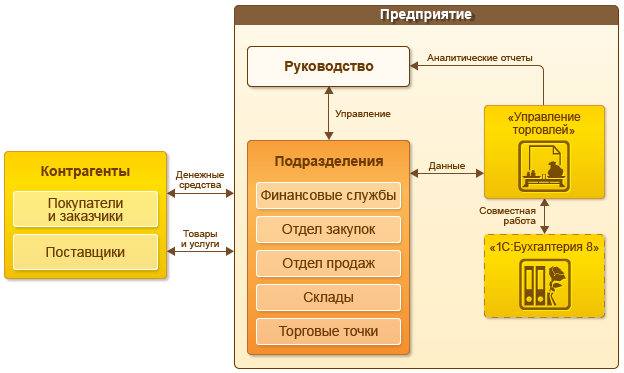 Предприятие
Руководство
Аналитические отчеты
Управление
«Управление
торговлей»
Контрагенты
Покупатели
и заказчики
Поставщики
Денежные
средства
Товары
и услуги
Подразделения
Финансовые службы
Отдел закупок
Отдел продаж
Склады
Торговые точки
Данные
Совместная
работа
«1С:Бухгалтерия 8»